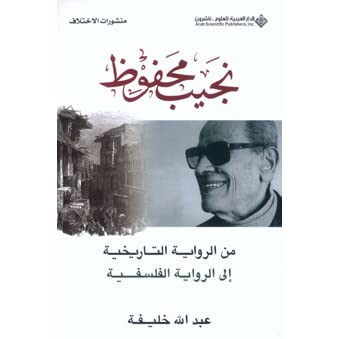 منشورات الاختلاف
الدار العربية للعلوم ـ ناشرون
Arab Scientific Publishers, Inc.
نجيب محفوظ
من الرواية التاريخية
إلى الرواية الفلسفية
عبد الله خليفة